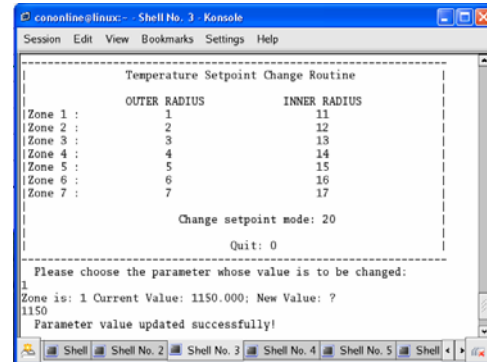 cononline@linux:~ - Shell No. 3 - Konsole
Session Edit View Bookmarks Settings Help
Temperature Setpoint Change Routine
OUTER RADIUS INNER RADIUS
|Zone 1 : 1 11
|Zone 2 : 2 12
|Zone 3 : 3 13
|Zone 4 : 4 14
|Zone 5 : 5 15
|Zone 6 : 6 16
|Zone 7 : 7 17
Change setpoint mode: 20
Quit: 0
Please choose the parameter whose value is to be changed:
1
Zone is: 1 Current Value: 1150.000; New Value: ?
1150
Parameter value updated successfully!
Shell Shell No. 2 Shell No. 3 Shell No. 4 Shell No. 5 Shell